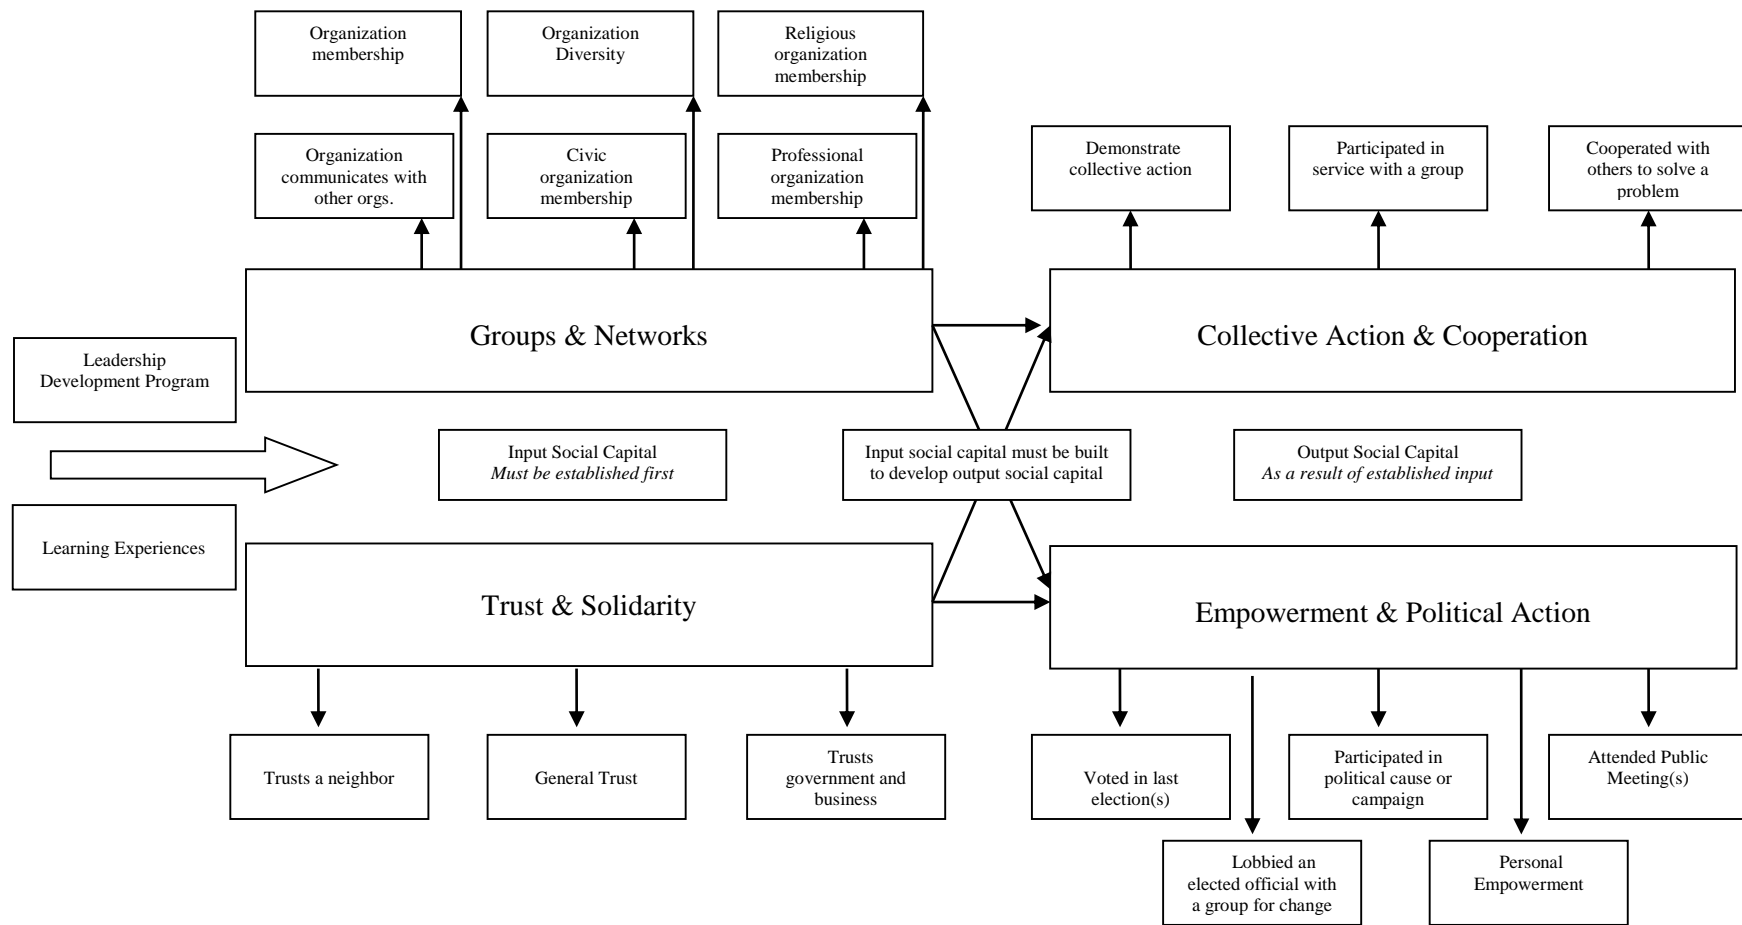 Organization
membership
Organization
Diversity
Religious
organization
membership
Organization
communicates with
other orgs.
Civic
organization
membership
Professional
organization
membership
Demonstrate
collective action
Participated in
service with a group
Cooperated with
others to solve a
problem
Groups & Networks
Collective Action & Cooperation
Leadership
Development Program
Input Social Capital
Must be established first
Input social capital must be built
to develop output social capital
Output Social Capital
As a result of established input
Learning Experiences
Trust & Solidarity
Empowerment & Political Action
Trusts a neighbor
General Trust
Trusts
government and
business
Voted in last
election(s)
Participated in
political cause or
campaign
Attended Public
Meeting(s)
Lobbied an
elected official with
a group for change
Personal
Empowerment